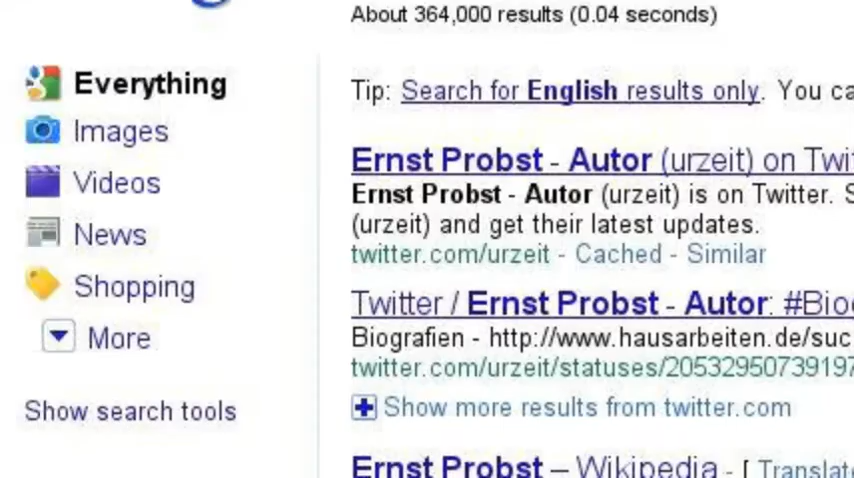 About 364,000 results (0.04 seconds)
Everything
Images
Videos
News
Shopping
More
Show search tools
Tip: Search for English results only. You ca
Ernst Probst - Autor (urzeit) on Twi
Ernst Probst - Autor (urzeit) is on Twitter. S
(urzeit) and get their latest updates.
twitter.com/urzeit - Cached - Similar
Twitter / Ernst Probst - Autor: #Bio
Biografien - http://www.hausarbeiten.de/suc
twitter.com/urzeit/statuses/20532950739197
Show more results from twitter.com
Ernst Probst – Wikipedia - [ Translate